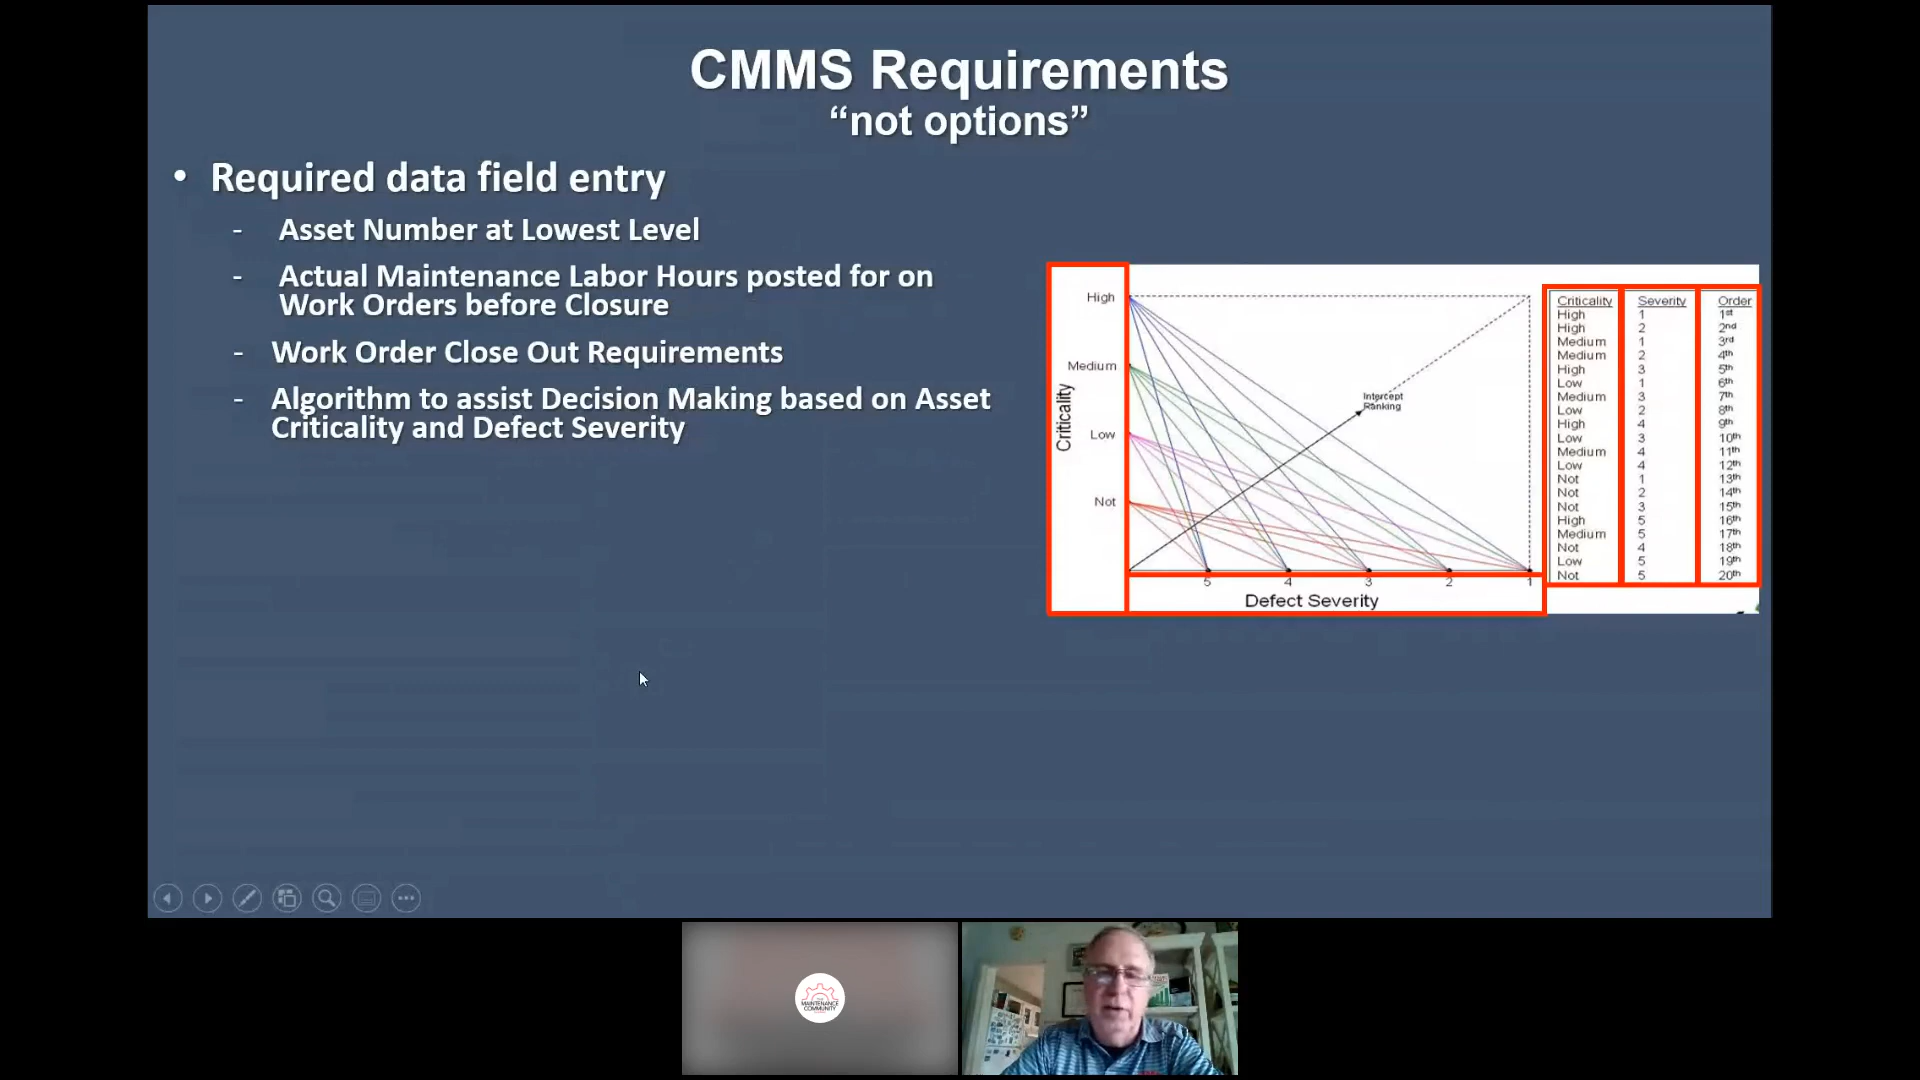 CMMS Requirements
“not options”
• Required data field entry
- Asset Number at Lowest Level
- Actual Maintenance Labor Hours posted for on
Work Orders before Closure
- Work Order Close Out Requirements
- Algorithm to assist Decision Making based on Asset
Criticality and Defect Severity
High
Medium
Low
Not
Criticality
Intercept
Ranking
5 4 3 2 1
Defect Severity
Criticality Severity Order
High 1 1st
High 2 2nd
Medium 1 3rd
Medium 2 4th
High 3 5th
Low 1 6th
Medium 3 7th
Low 2 8th
High 4 9th
Low 3 10th
Medium 4 11th
Low 4 12th
Not 1 13th
Not 2 14th
Not 3 15th
High 5 16th
Medium 5 17th
Not 4 18th
Low 5 19th
Not 5 20th
MAINTENANCE
COMMUNITY